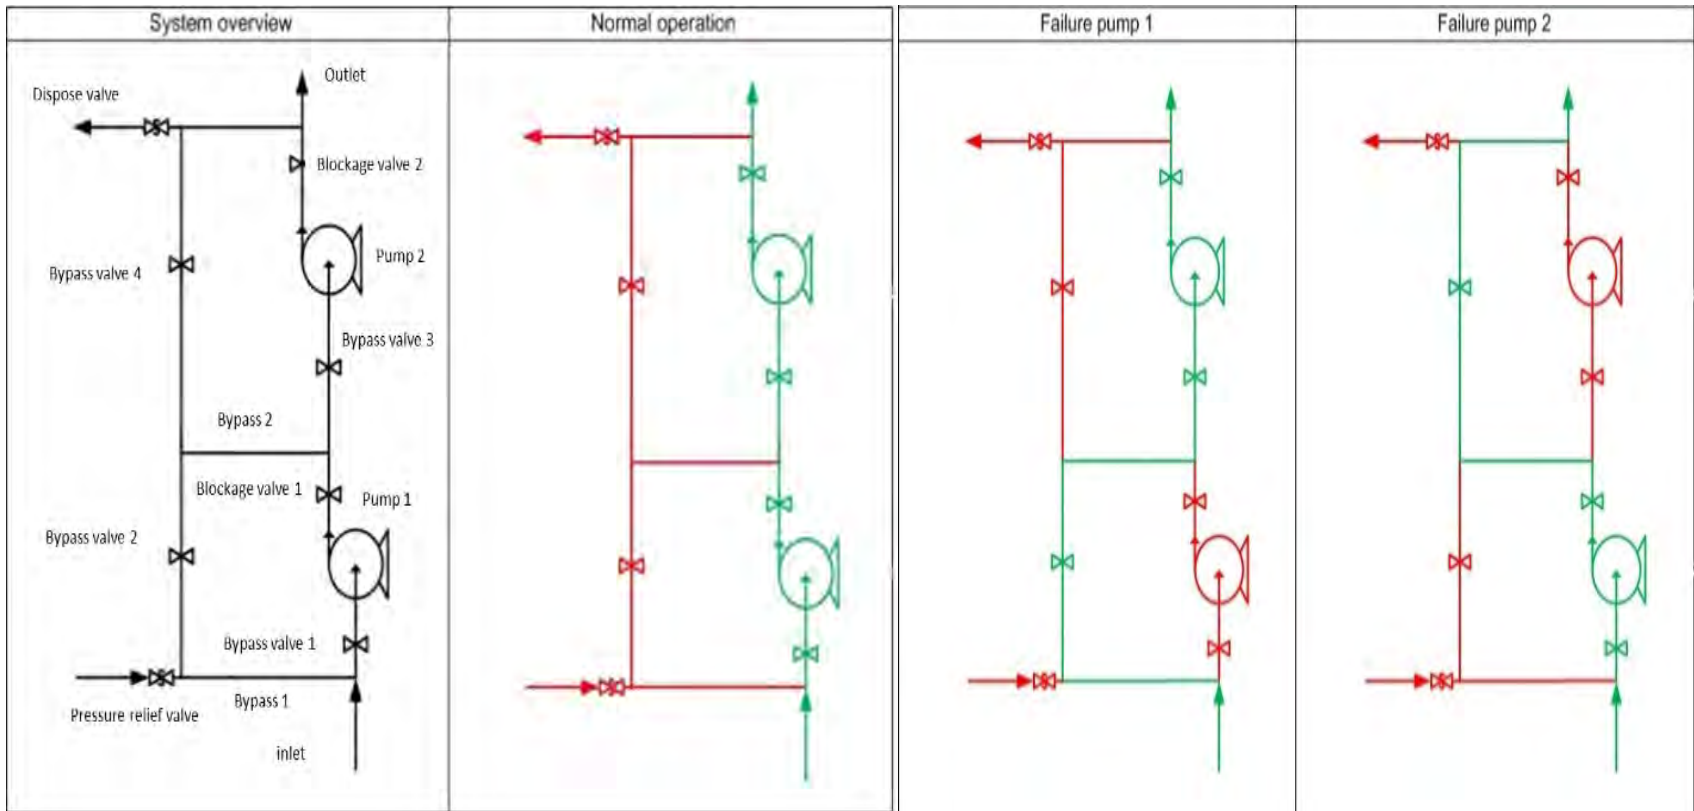 System overview
Normal operation
Failure pump 1
Failure pump 2
Outlet
Dispose valve
Blockage valve 2
Pump 2
Bypass valve 4
Bypass valve 3
Bypass 2
Blockage valve 1
Pump 1
Bypass valve 2
Bypass valve 1
Bypass 1
Pressure relief valve
inlet